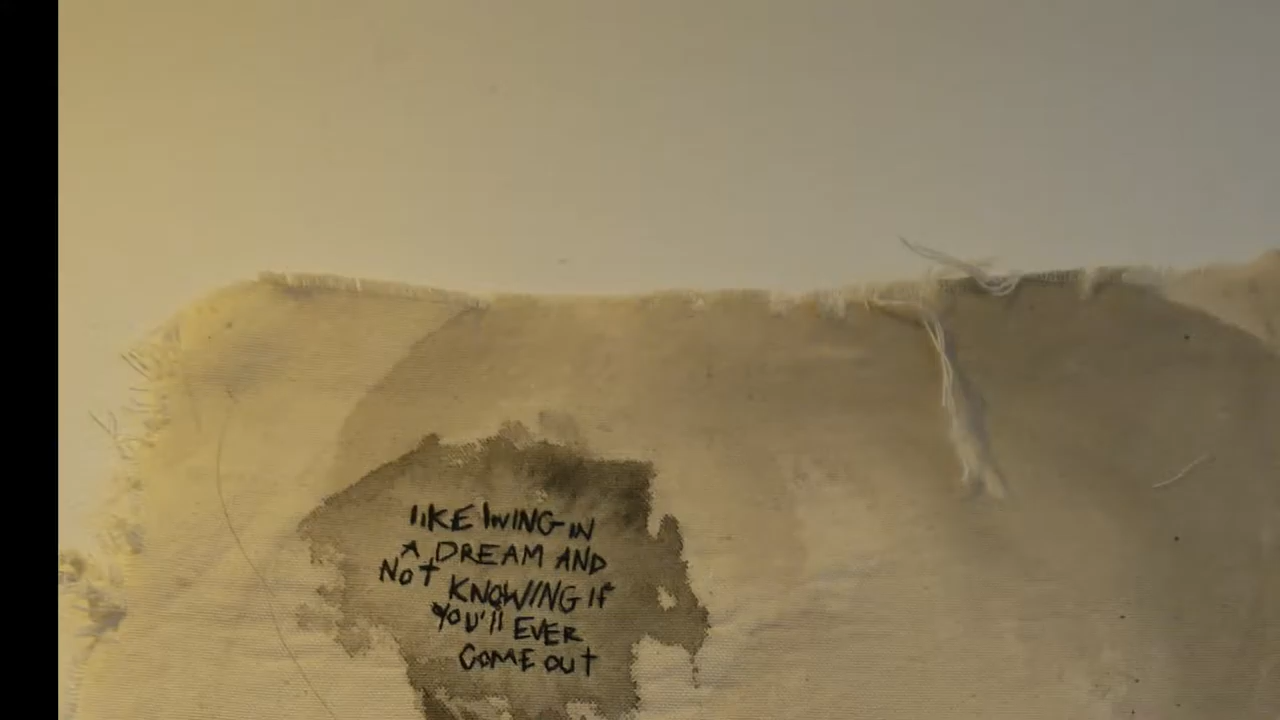 lIKE lIVING IN
A DREAM AND
NOT KNOWING IF
YOU'll EVER
COME OUT